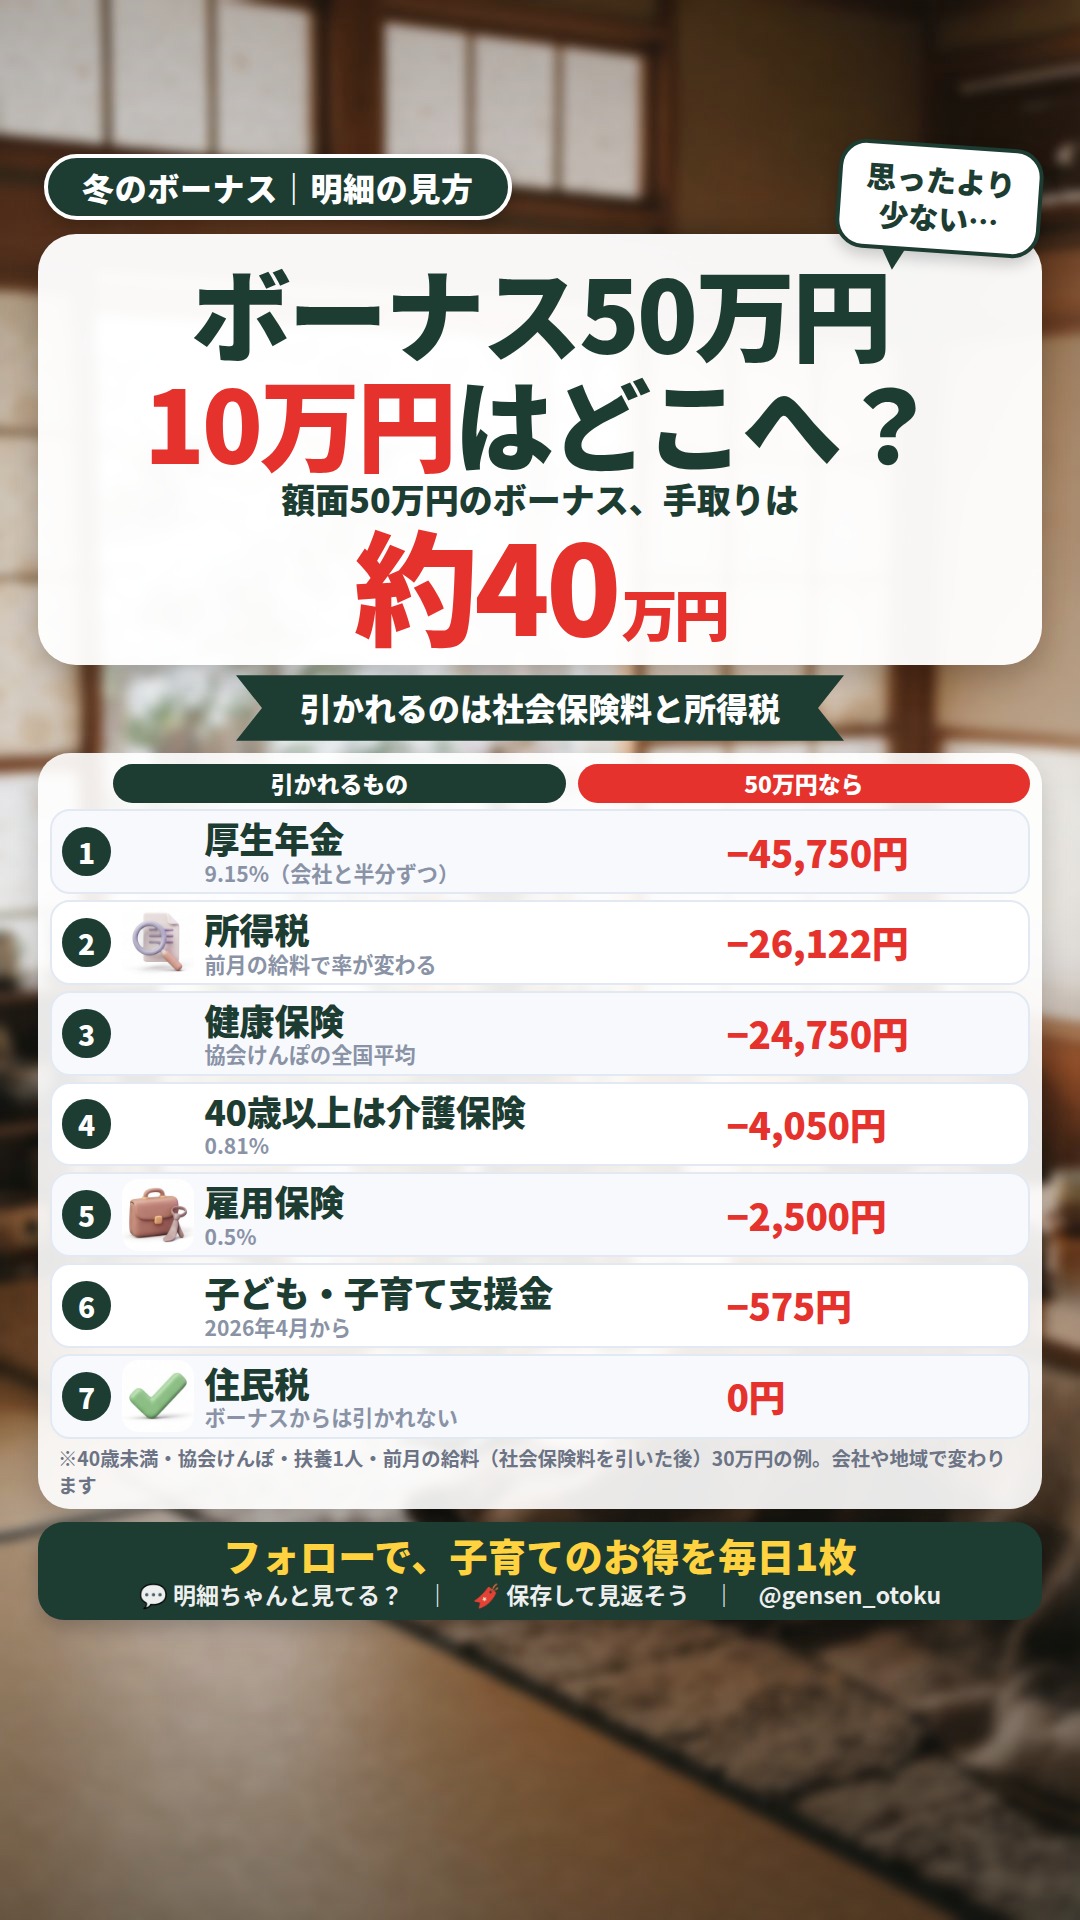 冬のボーナス｜明細の見方
思ったより
少ない…
ボーナス50万円
10万円はどこへ？
額面50万円のボーナス、手取りは
約40万円
引かれるのは社会保険料と所得税
引かれるもの
50万円なら
1
厚生年金
9.15%（会社と半分ずつ）
−45,750円
2
所得税
前月の給料で率が変わる
−26,122円
3
健康保険
協会けんぽの全国平均
−24,750円
4
40歳以上は介護保険
0.81%
−4,050円
5
雇用保険
0.5%
−2,500円
6
子ども・子育て支援金
2026年4月から
−575円
7
住民税
ボーナスからは引かれない
0円
※40歳未満・協会けんぽ・扶養1人・前月の給料（社会保険料を引いた後）30万円の例。会社や地域で変わり
ます
フォローで、子育てのお得を毎日1枚
💬 明細ちゃんと見てる？ ｜ 🔖 保存して見返そう ｜ @gensen_otoku